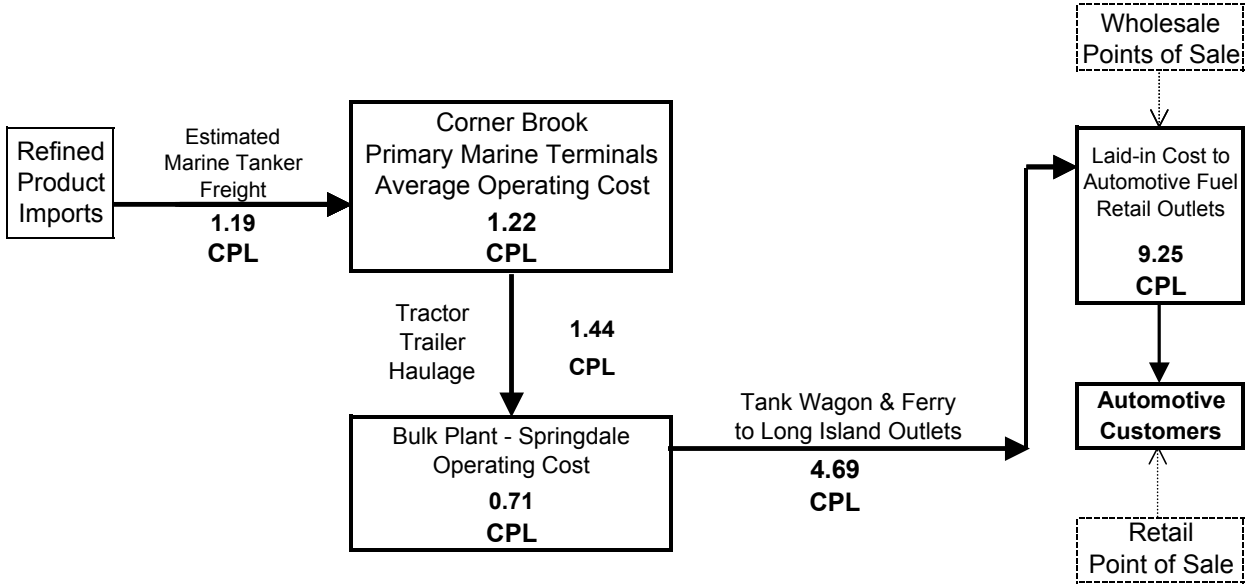 Wholesale
Points of Sale
Refined
Product
Imports
Estimated
Marine Tanker
Freight
1.19
CPL
Corner Brook
Primary Marine Terminals
Average Operating Cost
1.22
CPL
Laid-in Cost to
Automotive Fuel
Retail Outlets
9.25
CPL
Tractor
Trailer
Haulage
1.44
CPL
Bulk Plant - Springdale
Operating Cost
0.71
CPL
Tank Wagon & Ferry
to Long Island Outlets
4.69
CPL
Automotive
Customers
Retail
Point of Sale